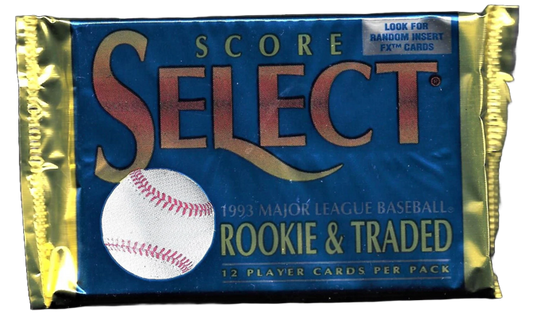 LOOK FOR
RANDOM INSERT
FX™ CARDS
SCORE
SELECT®
1993 MAJOR LEAGUE BASEBALL®
ROOKIE & TRADED
12 PLAYER CARDS PER PACK